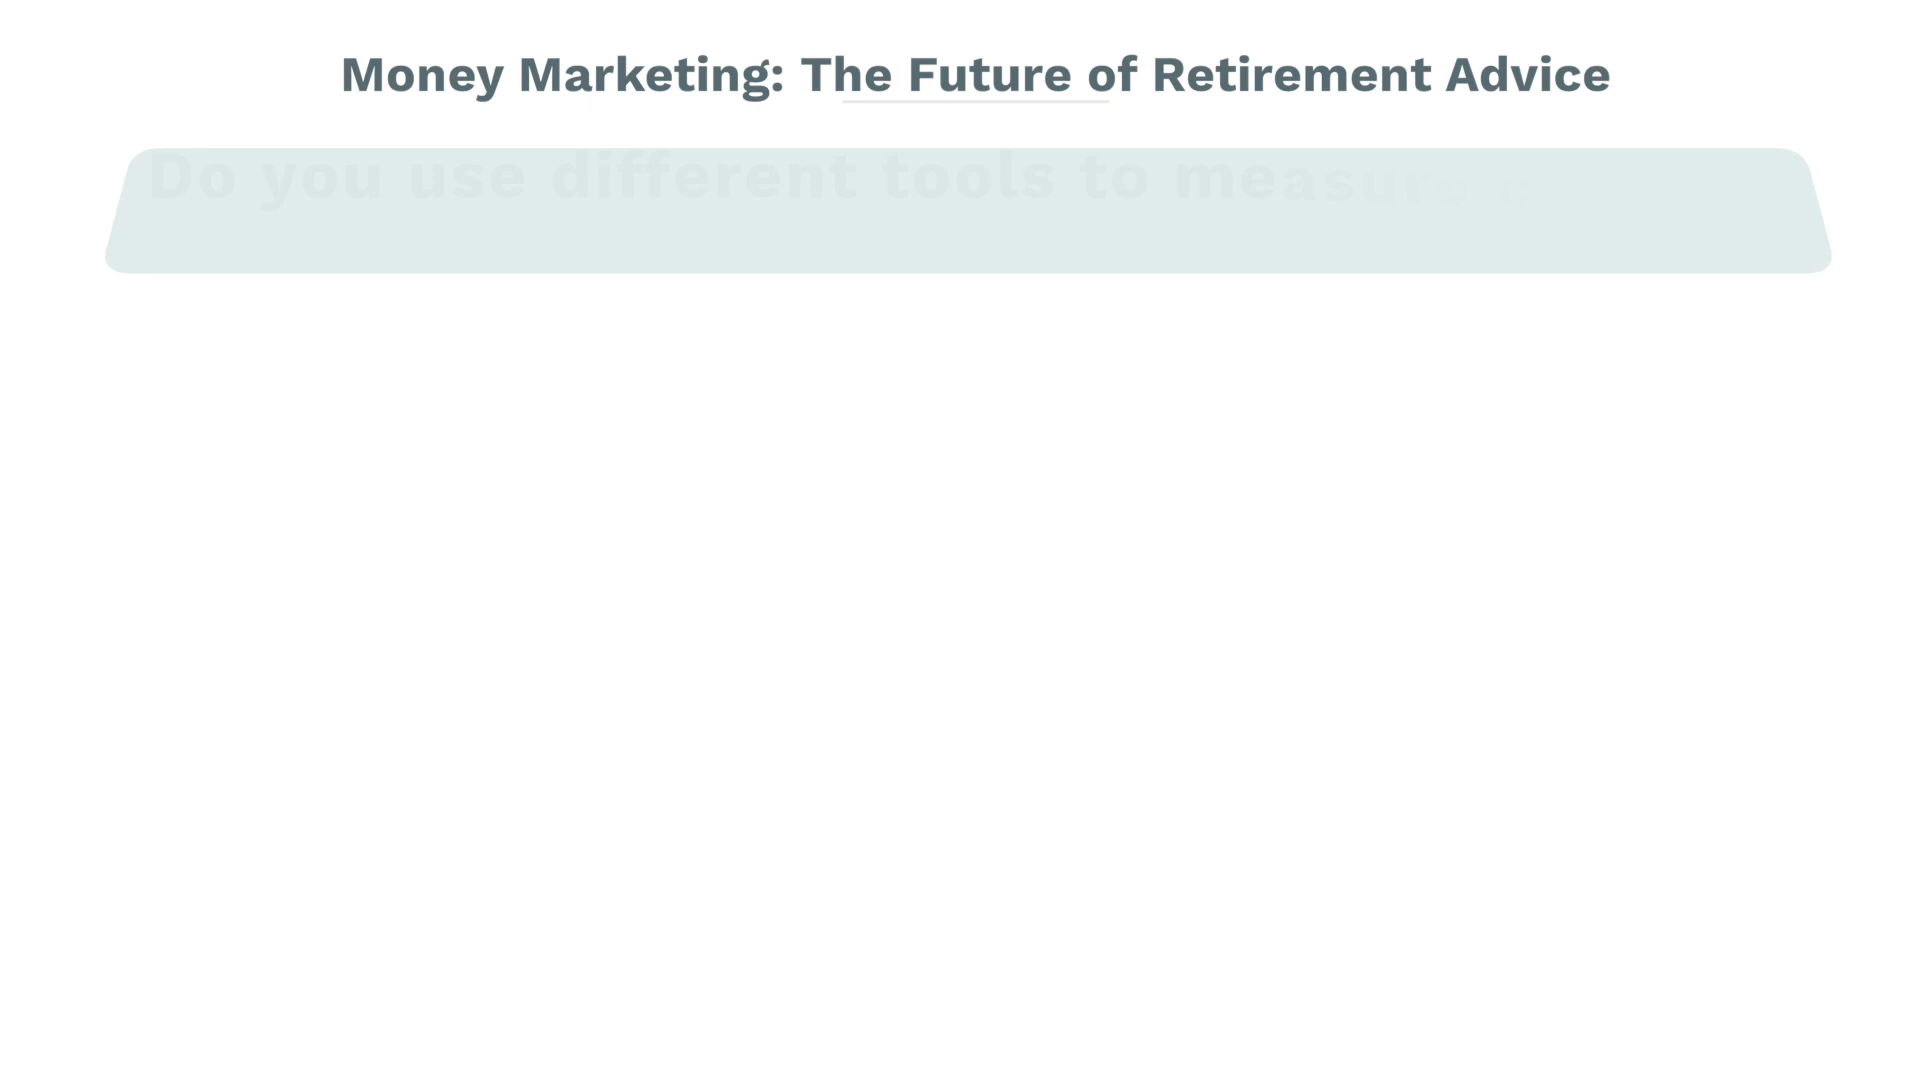 Money Marketing: The Future of Retirement Advice
Do you use different tools to measure